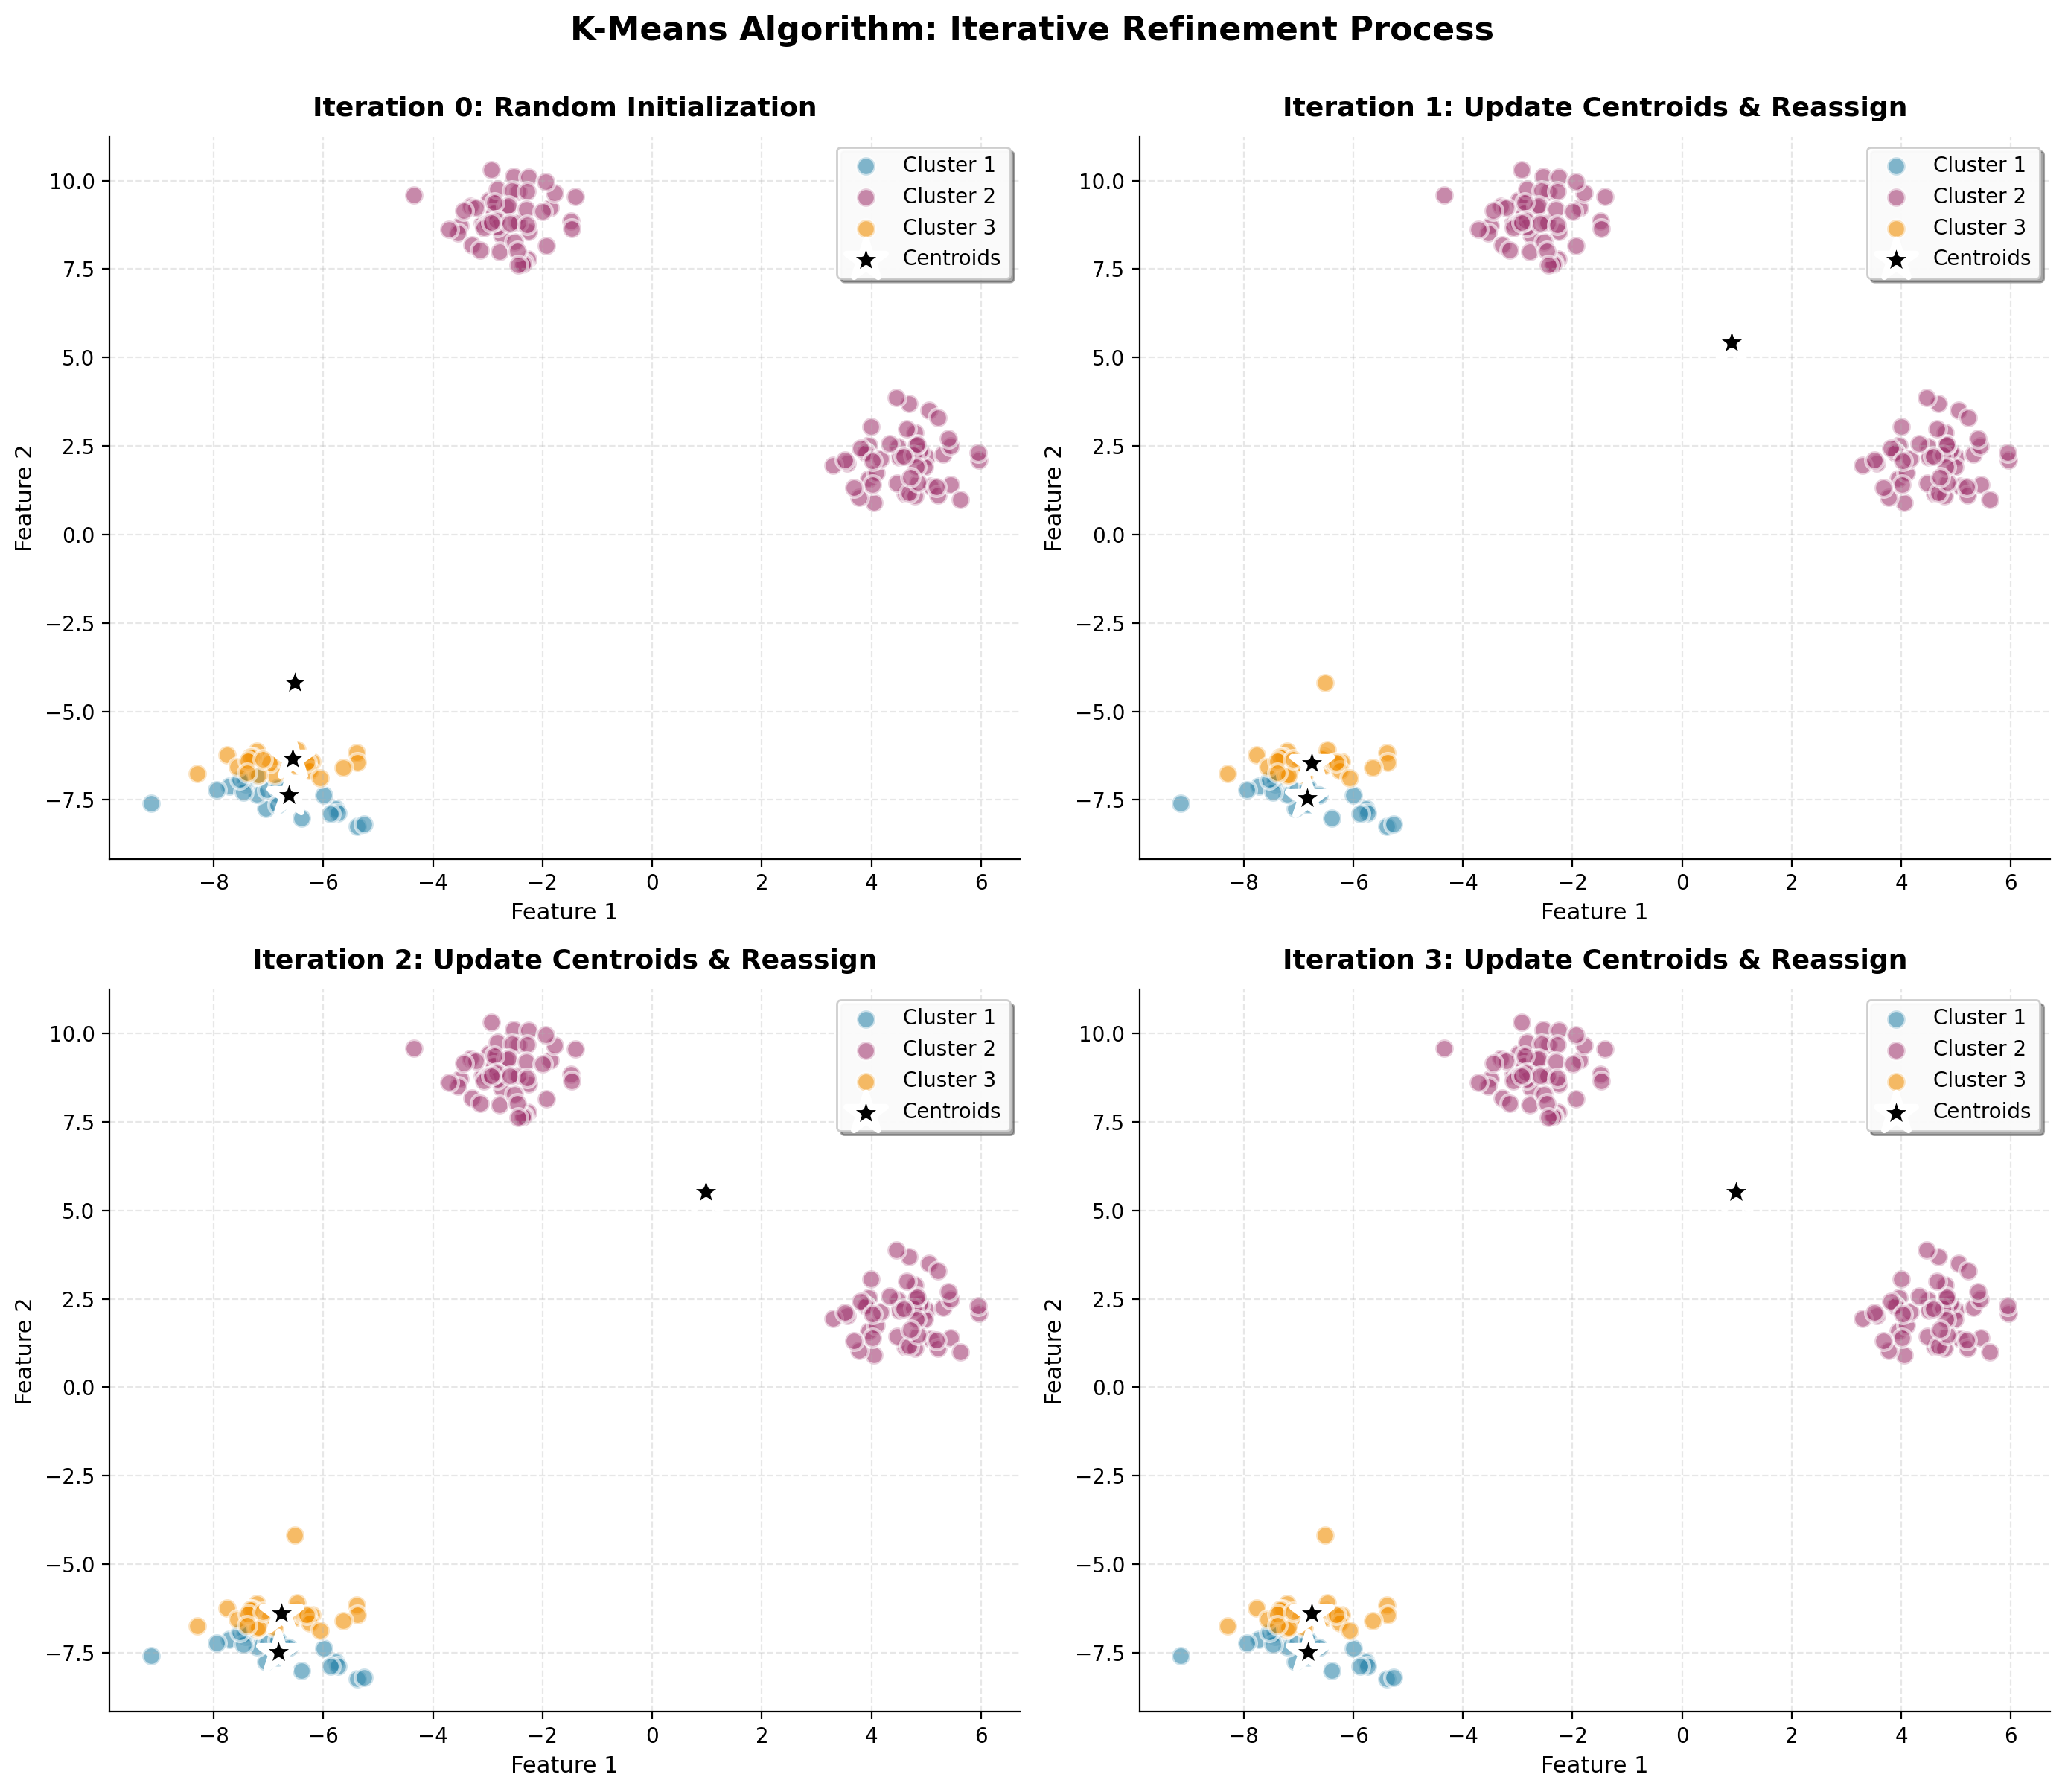 K-Means Algorithm: Iterative Refinement Process
Iteration 0: Random Initialization
Cluster 1
Cluster 2
Cluster 3
Centroids
10.0
7.5
5.0
2.5
0.0
−2.5
−5.0
−7.5
Feature 2
−8 −6 −4 −2 0 2 4 6
Feature 1
Iteration 1: Update Centroids & Reassign
Cluster 1
Cluster 2
Cluster 3
Centroids
10.0
7.5
5.0
2.5
0.0
−2.5
−5.0
−7.5
Feature 2
−8 −6 −4 −2 0 2 4 6
Feature 1
Iteration 2: Update Centroids & Reassign
Cluster 1
Cluster 2
Cluster 3
Centroids
10.0
7.5
5.0
2.5
0.0
−2.5
−5.0
−7.5
Feature 2
−8 −6 −4 −2 0 2 4 6
Feature 1
Iteration 3: Update Centroids & Reassign
Cluster 1
Cluster 2
Cluster 3
Centroids
10.0
7.5
5.0
2.5
0.0
−2.5
−5.0
−7.5
Feature 2
−8 −6 −4 −2 0 2 4 6
Feature 1